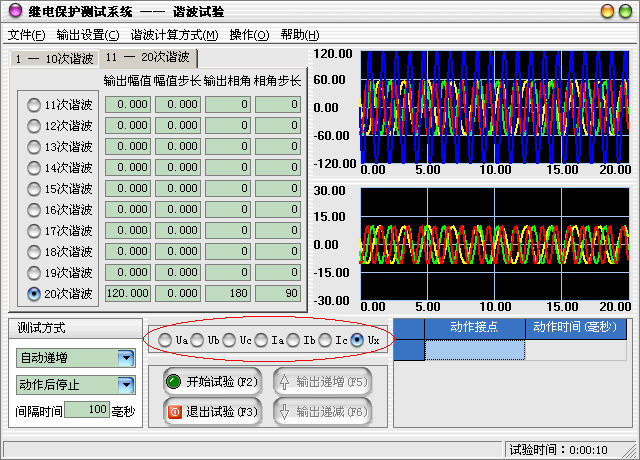 继电保护测试系统 —— 谐波试验
文件(F) 输出设置(C) 谐波计算方式(M) 操作(O) 帮助(H)
1 — 10次谐波 11 — 20次谐波
输出幅值 幅值步长 输出相角 相角步长
11次谐波 0.000 0.000 0 0
12次谐波 0.000 0.000 0 0
13次谐波 0.000 0.000 0 0
14次谐波 0.000 0.000 0 0
15次谐波 0.000 0.000 0 0
16次谐波 0.000 0.000 0 0
17次谐波 0.000 0.000 0 0
18次谐波 0.000 0.000 0 0
19次谐波 0.000 0.000 0 0
20次谐波 120.000 0.000 180 90
120.00
60.00
0.00
-60.00
-120.00
0.00 5.00 10.00 15.00 20.00
30.00
15.00
0.00
-15.00
-30.00
0.00 5.00 10.00 15.00 20.00
测试方式
自动递增
动作后停止
间隔时间 100 毫秒
Ua Ub Uc Ia Ib Ic Ux
开始试验(F2) 输出递增(F5)
退出试验(F3) 输出递减(F6)
动作接点 动作时间(毫秒)
试验时间：0:00:10